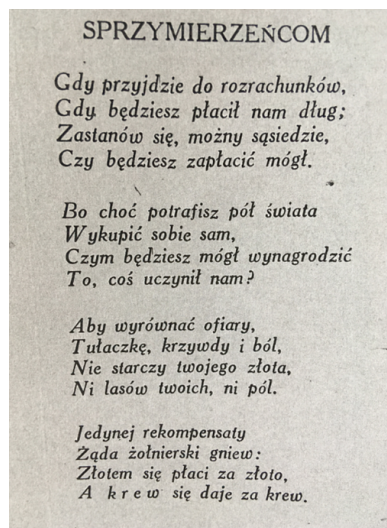 SPRZYMIERZEŃCOM
Gdy przyjdzie do rozrachunków,
Gdy będziesz płacił nam dług;
Zastanów się, możny sąsiedzie,
Czy będziesz zapłacić mógł.
Bo choć potrafisz pół świata
Wykupić sobie sam,
Czym będziesz mógł wynagrodzić
To, coś uczynił nam?
Aby wyrównać ofiary,
Tułaczkę, krzywdy i ból,
Nie starczy twojego złota,
Ni lasów twoich, ni pól.
Jedynej rekompensaty
Żąda żołnierski gniew:
Złotem się płaci za złoto,
A krew się daje za krew.